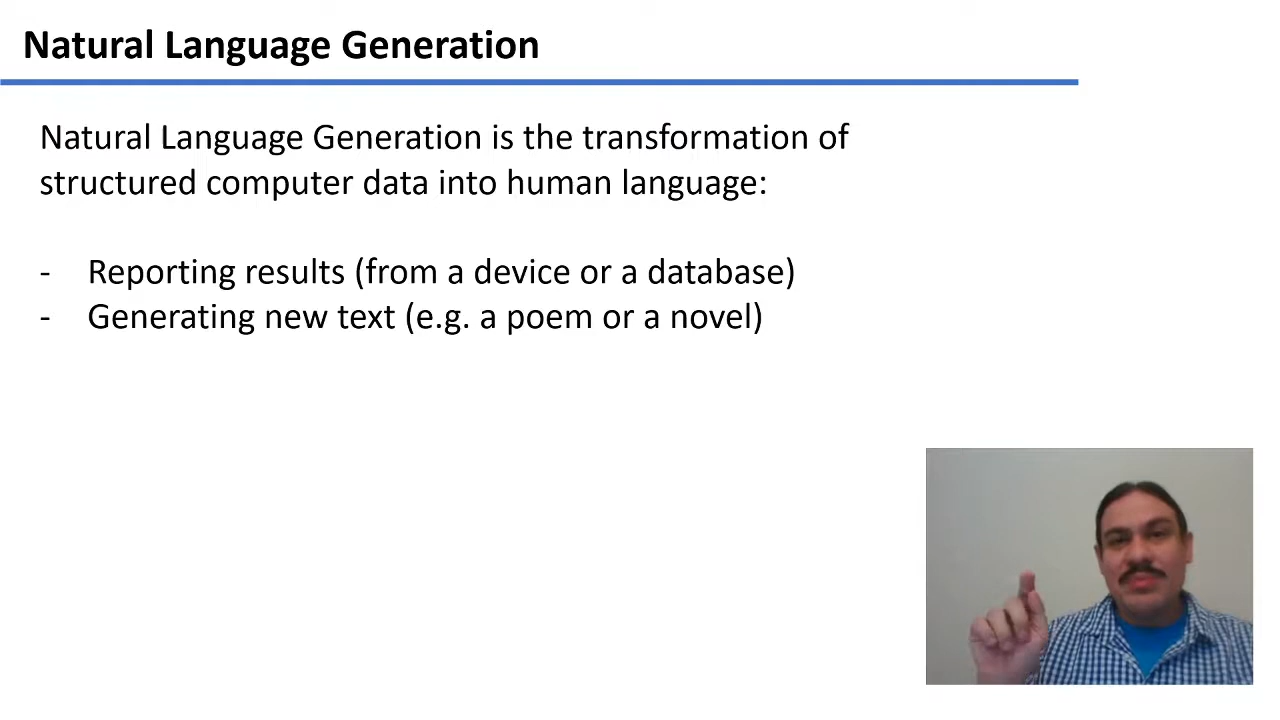 Natural Language Generation
Natural Language Generation is the transformation of
structured computer data into human language:
- Reporting results (from a device or a database)
- Generating new text (e.g. a poem or a novel)